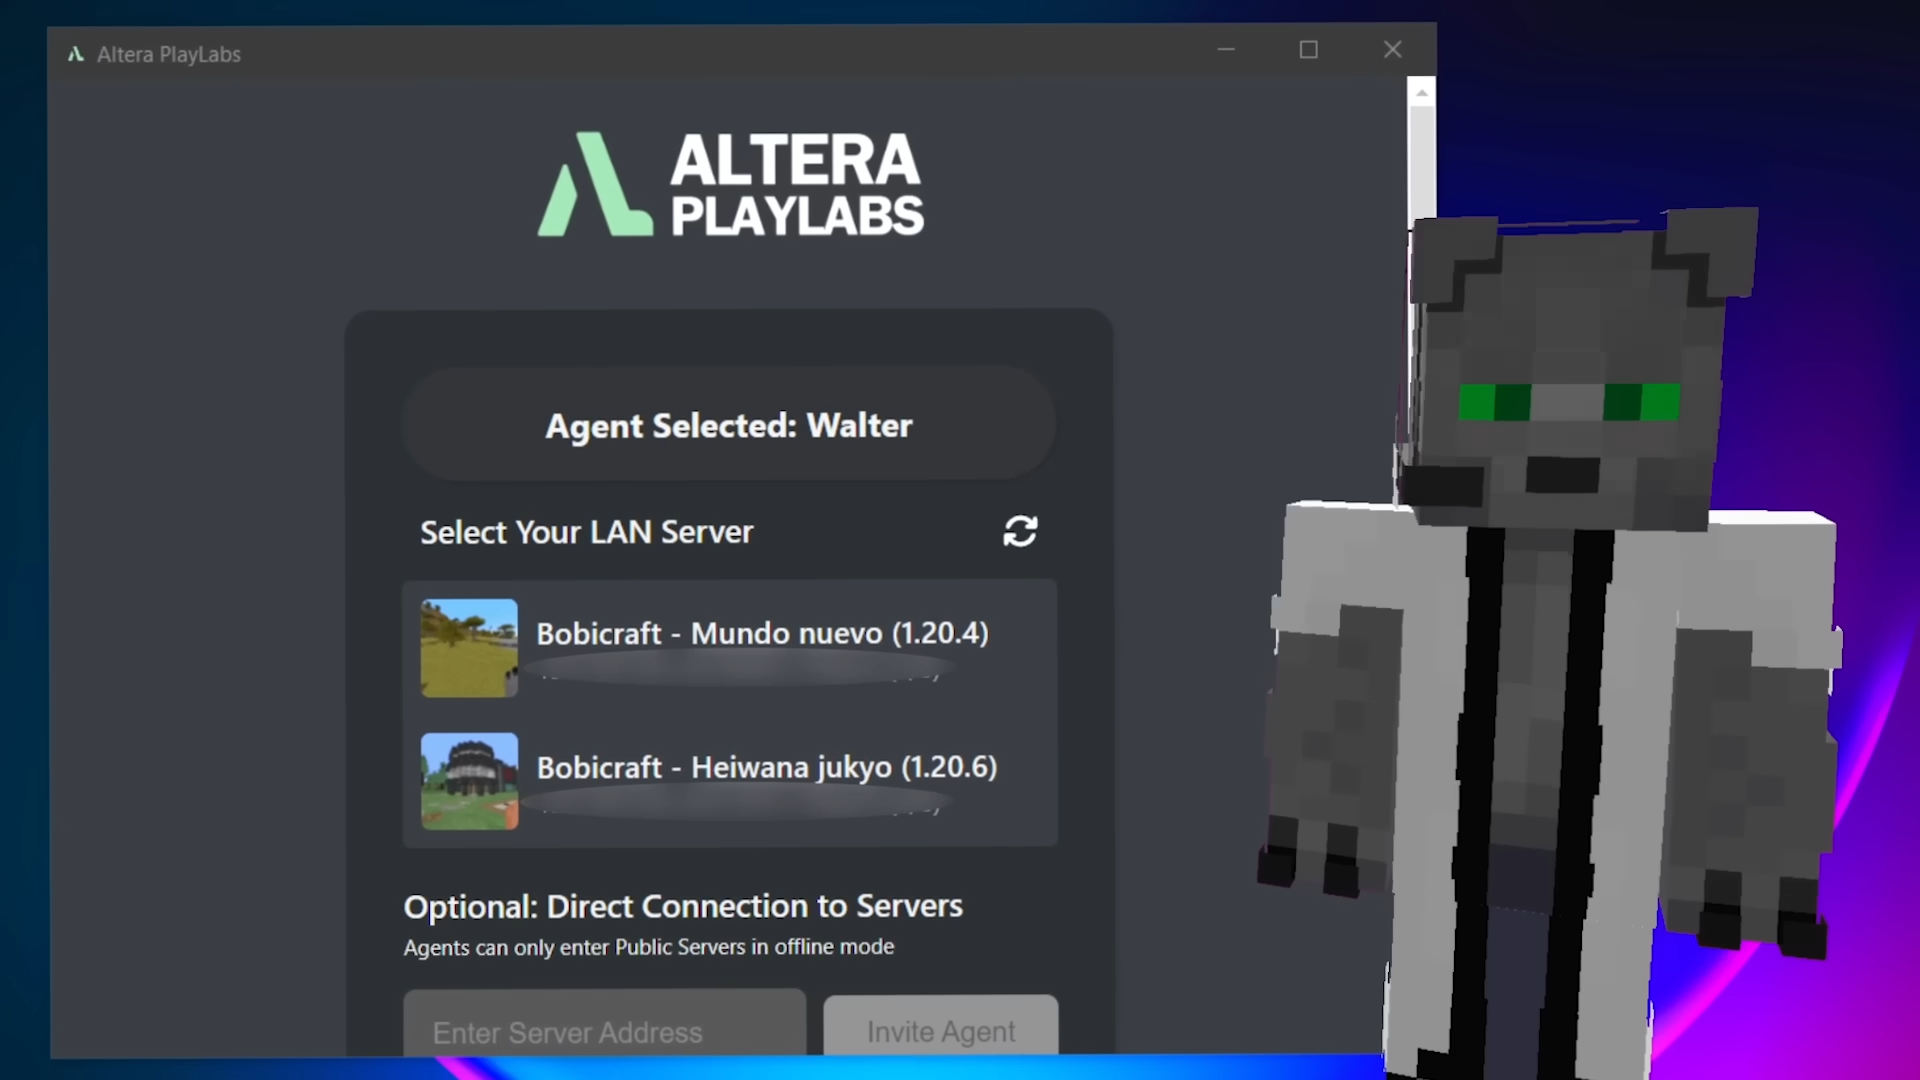 Altera PlayLabs
ALTERA
PLAYLABS
Agent Selected: Walter
Select Your LAN Server
Bobicraft - Mundo nuevo (1.20.4)
Bobicraft - Heiwana jukyo (1.20.6)
Optional: Direct Connection to Servers
Agents can only enter Public Servers in offline mode
Enter Server Address
Invite Agent